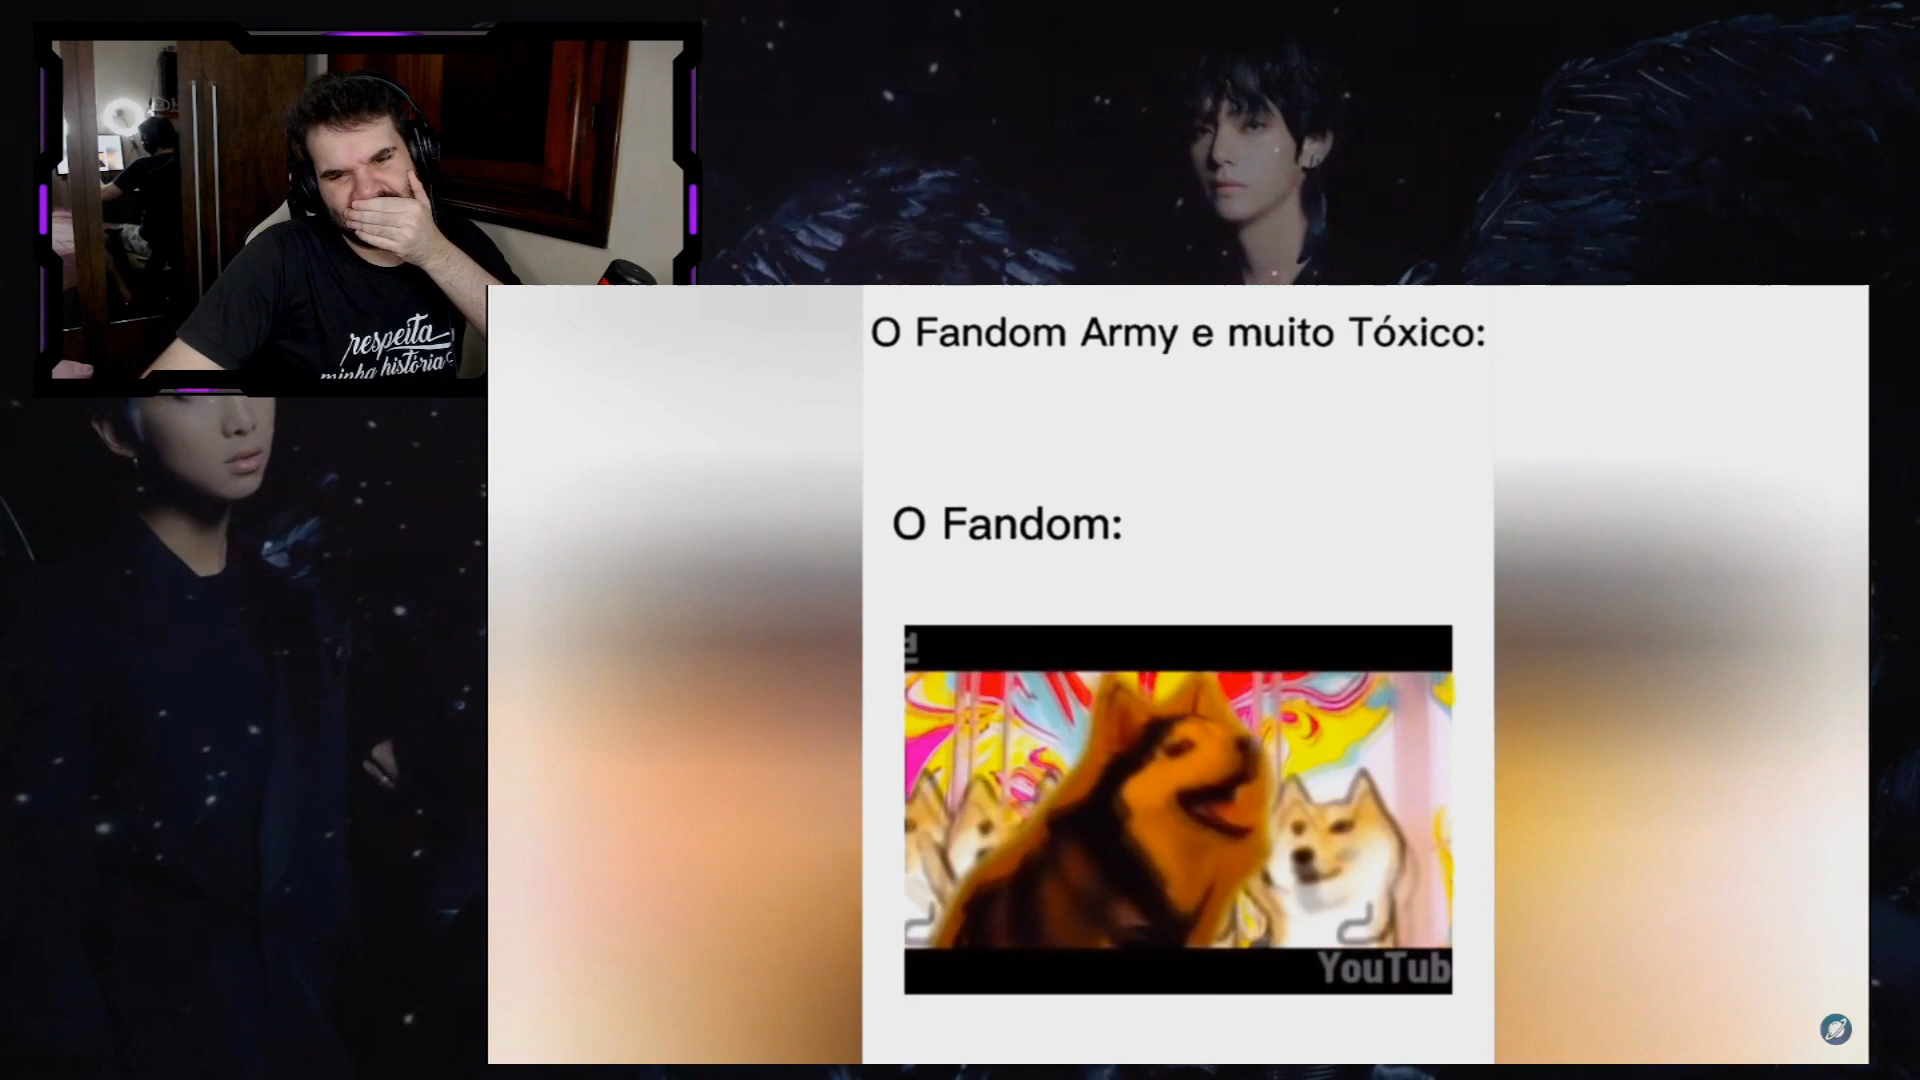 respeita
minha história
O Fandom Army e muito Tóxico:
O Fandom:
YouTub